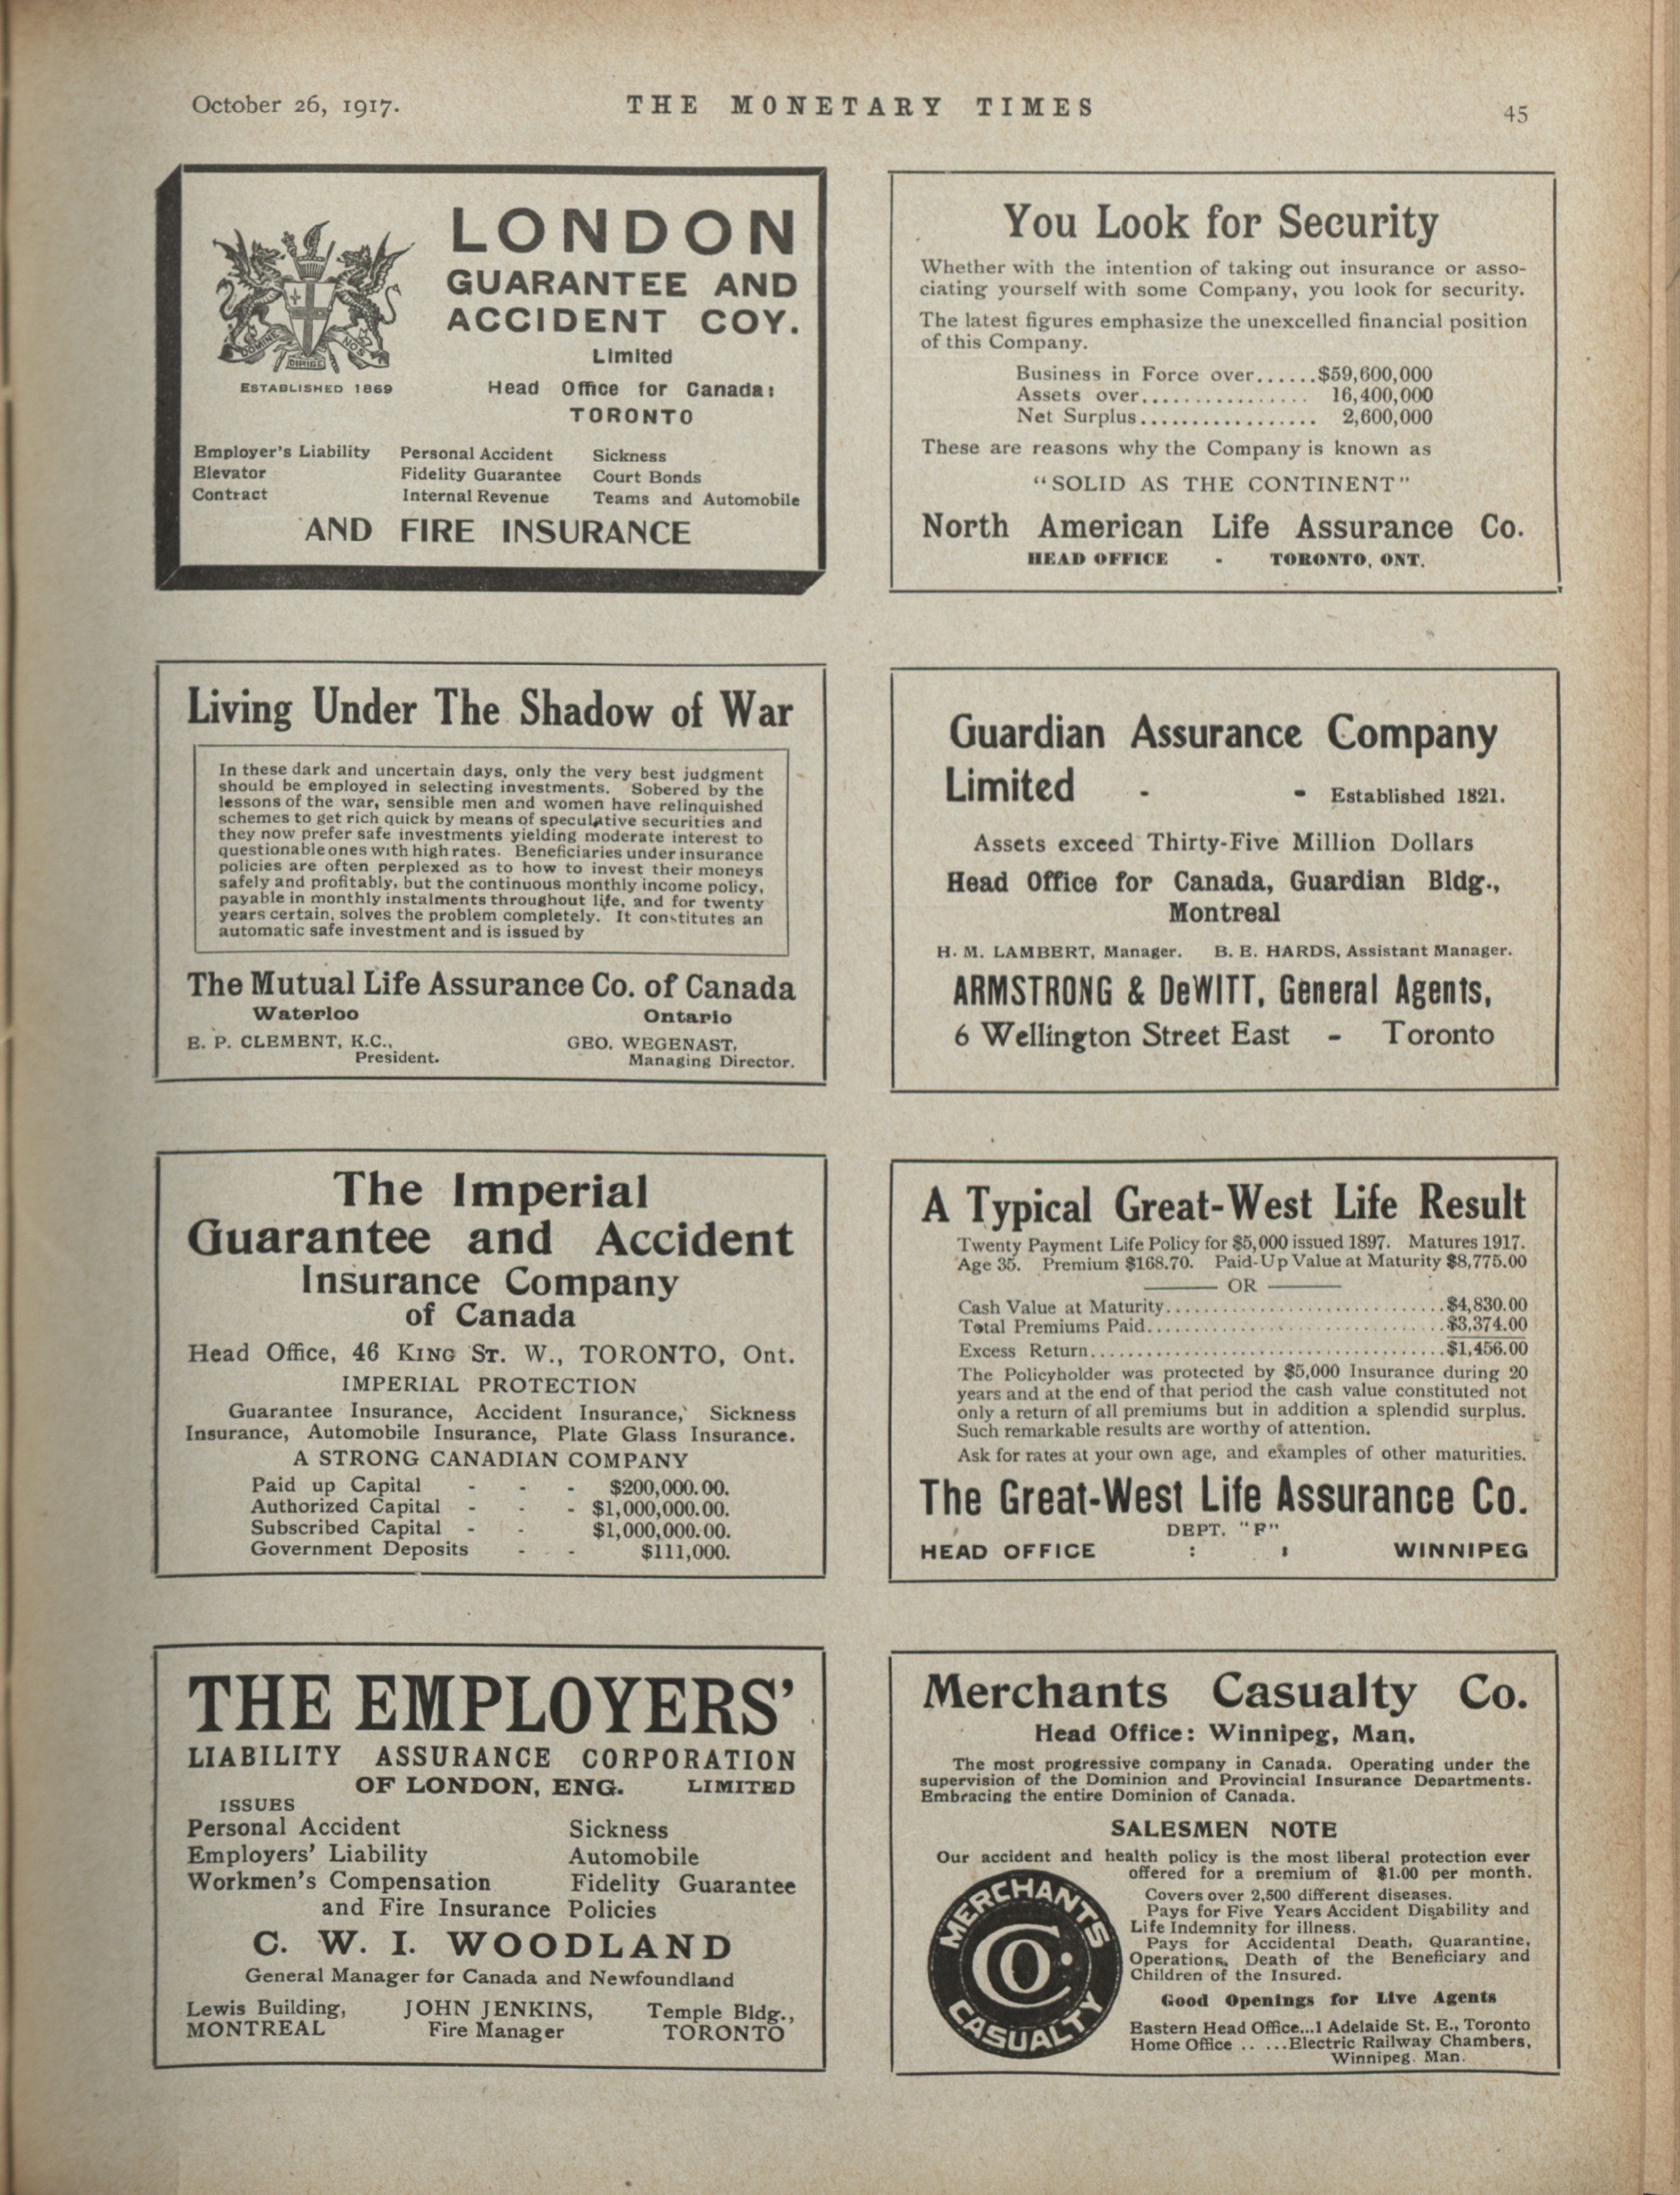 October 26, 1917.
THE MONETARY TIMES
45
LONDON
GUARANTEE AND
ACCIDENT COY.
Limited
DOMINE DIRIGE NOS
ESTABLISHED 1869
Head Office for Canada:
TORONTO
Employer's Liability Personal Accident Sickness
Elevator Fidelity Guarantee Court Bonds
Contract Internal Revenue Teams and Automobile
AND FIRE INSURANCE
You Look for Security
Whether with the intention of taking out insurance or asso-
ciating yourself with some Company, you look for security.
The latest figures emphasize the unexcelled financial position
of this Company.
Business in Force over......$59,600,000
Assets over................ 16,400,000
Net Surplus.................. 2,600,000
These are reasons why the Company is known as
"SOLID AS THE CONTINENT"
North American Life Assurance Co.
HEAD OFFICE - TORONTO, ONT.
Living Under The Shadow of War
In these dark and uncertain days, only the very best judgment
should be employed in selecting investments. Sobered by the
lessons of the war, sensible men and women have relinquished
schemes to get rich quick by means of speculative securities and
they now prefer safe investments yielding moderate interest to
questionable ones with high rates. Beneficiaries under insurance
policies are often perplexed as to how to invest their moneys
safely and profitably, but the continuous monthly income policy,
payable in monthly instalments throughout life, and for twenty
years certain, solves the problem completely. It constitutes an
automatic safe investment and is issued by
The Mutual Life Assurance Co. of Canada
Waterloo Ontario
E. P. CLEMENT, K.C., GEO. WEGENAST,
President. Managing Director.
Guardian Assurance Company
Limited - - Established 1821.
Assets exceed Thirty-Five Million Dollars
Head Office for Canada, Guardian Bldg.,
Montreal
H. M. LAMBERT, Manager. B. E. HARDS, Assistant Manager.
ARMSTRONG & DeWITT, General Agents,
6 Wellington Street East - Toronto
The Imperial
Guarantee and Accident
Insurance Company
of Canada
Head Office, 46 KING ST. W., TORONTO, Ont.
IMPERIAL PROTECTION
Guarantee Insurance, Accident Insurance, Sickness
Insurance, Automobile Insurance, Plate Glass Insurance.
A STRONG CANADIAN COMPANY
Paid up Capital - - - $200,000.00.
Authorized Capital - - - $1,000,000.00.
Subscribed Capital - - $1,000,000.00.
Government Deposits - - $111,000.
A Typical Great-West Life Result
Twenty Payment Life Policy for $5,000 issued 1897. Matures 1917.
Age 35. Premium $168.70. Paid-Up Value at Maturity $8,775.00
OR
Cash Value at Maturity..............................$4,830.00
Total Premiums Paid................................$3,374.00
Excess Return......................................$1,456.00
The Policyholder was protected by $5,000 Insurance during 20
years and at the end of that period the cash value constituted not
only a return of all premiums but in addition a splendid surplus.
Such remarkable results are worthy of attention.
Ask for rates at your own age, and examples of other maturities.
The Great-West Life Assurance Co.
DEPT. "F"
HEAD OFFICE : : WINNIPEG
THE EMPLOYERS'
LIABILITY ASSURANCE CORPORATION
OF LONDON, ENG. LIMITED
ISSUES
Personal Accident Sickness
Employers' Liability Automobile
Workmen's Compensation Fidelity Guarantee
and Fire Insurance Policies
C. W. I. WOODLAND
General Manager for Canada and Newfoundland
Lewis Building, JOHN JENKINS, Temple Bldg.,
MONTREAL Fire Manager TORONTO
Merchants Casualty Co.
Head Office: Winnipeg, Man.
The most progressive company in Canada. Operating under the
supervision of the Dominion and Provincial Insurance Departments.
Embracing the entire Dominion of Canada.
SALESMEN NOTE
Our accident and health policy is the most liberal protection ever
offered for a premium of $1.00 per month.
Covers over 2,500 different diseases.
Pays for Five Years Accident Disability and
Life Indemnity for illness.
Pays for Accidental Death, Quarantine,
Operations, Death of the Beneficiary and
Children of the Insured.
Good Openings for Live Agents
Eastern Head Office...1 Adelaide St. E., Toronto
Home Office .. ...Electric Railway Chambers,
Winnipeg. Man.
MERCHANTS
CO.
CASUALTY